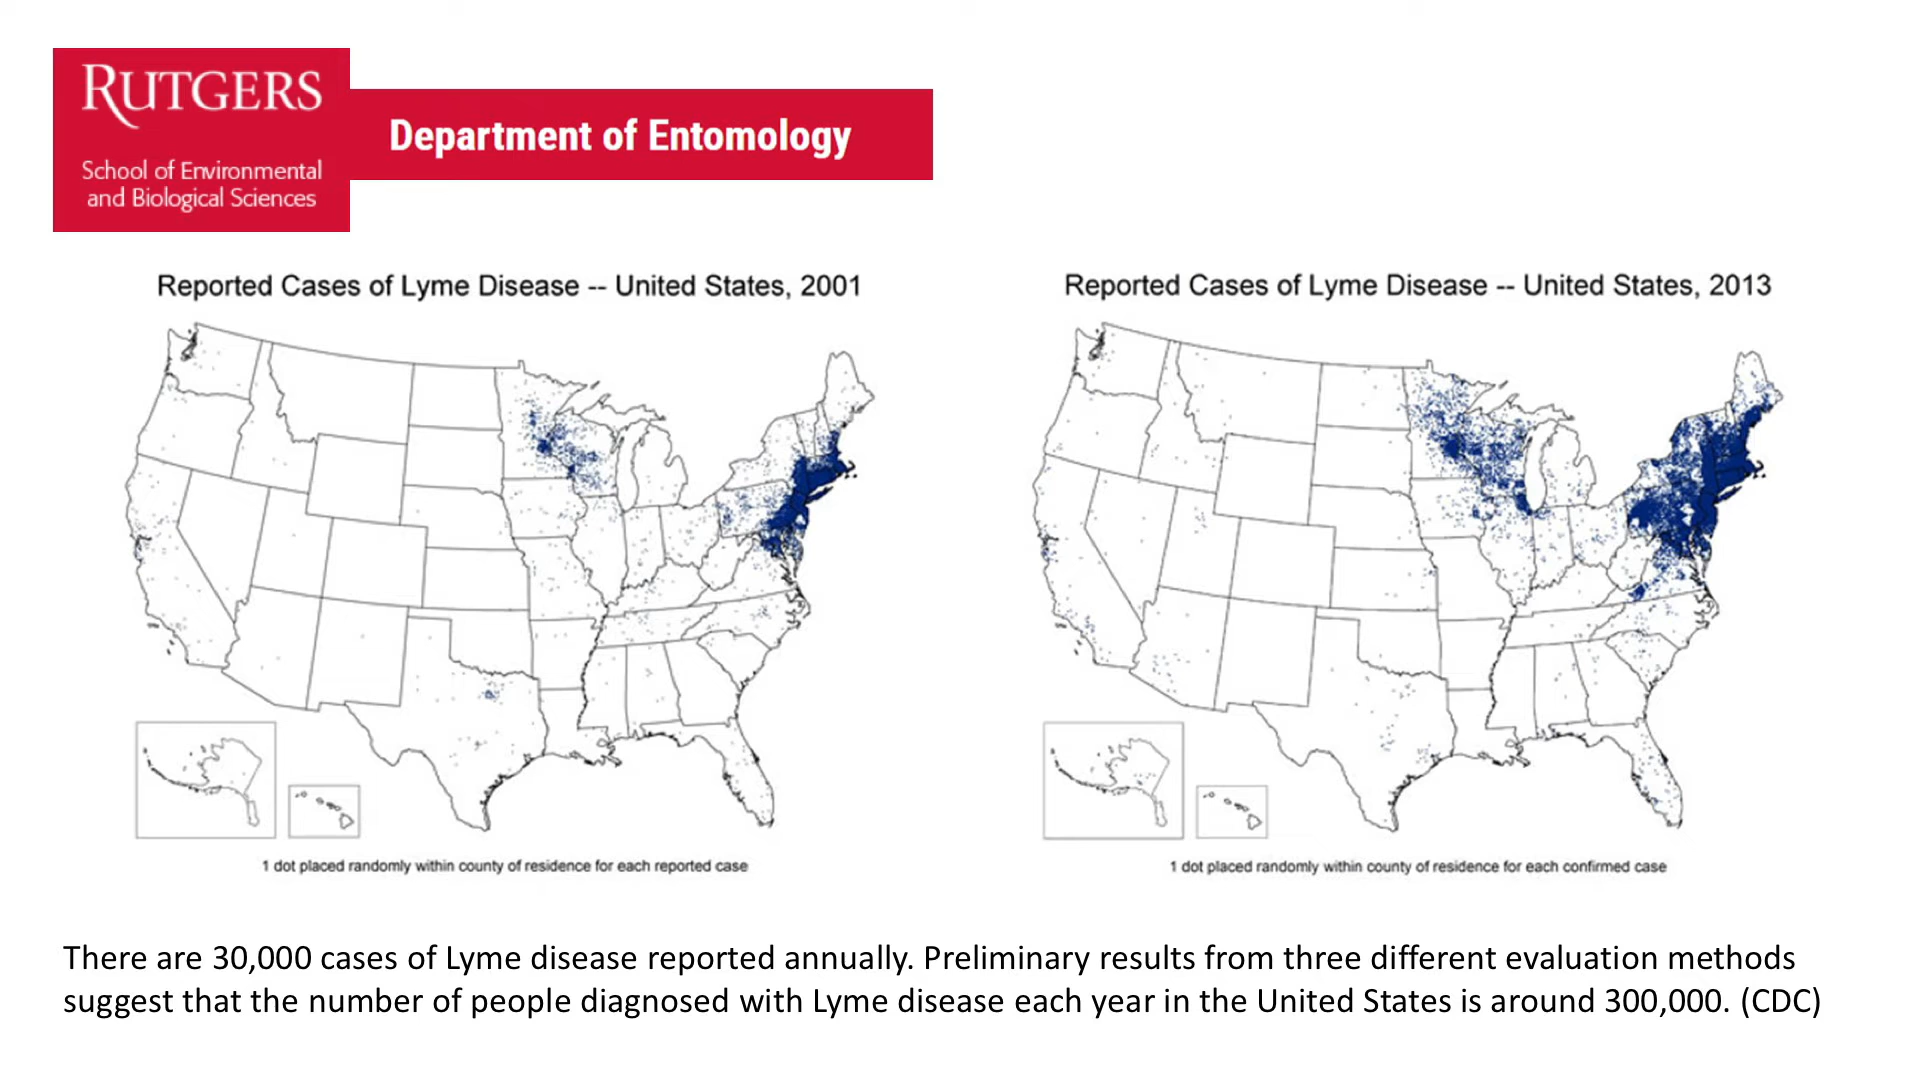 RUTGERS
School of Environmental
and Biological Sciences
Department of Entomology
Reported Cases of Lyme Disease -- United States, 2001
1 dot placed randomly within county of residence for each reported case
Reported Cases of Lyme Disease -- United States, 2013
1 dot placed randomly within county of residence for each confirmed case
There are 30,000 cases of Lyme disease reported annually. Preliminary results from three different evaluation methods
suggest that the number of people diagnosed with Lyme disease each year in the United States is around 300,000. (CDC)